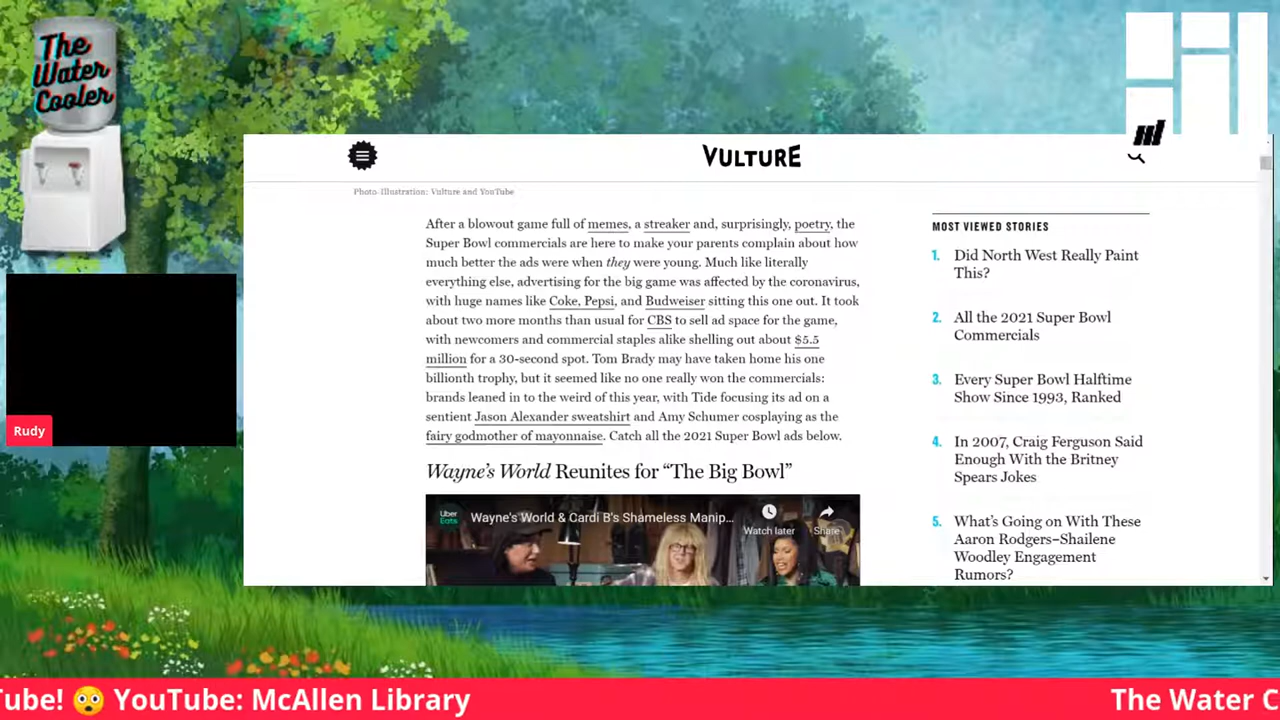 The
Water
Cooler
VULTURE
Photo-Illustration: Vulture and YouTube
After a blowout game full of memes, a streaker and, surprisingly, poetry, the
Super Bowl commercials are here to make your parents complain about how
much better the ads were when they were young. Much like literally
everything else, advertising for the big game was affected by the coronavirus,
with huge names like Coke, Pepsi, and Budweiser sitting this one out. It took
about two more months than usual for CBS to sell ad space for the game,
with newcomers and commercial staples alike shelling out about $5.5
million for a 30-second spot. Tom Brady may have taken home his one
billionth trophy, but it seemed like no one really won the commercials:
brands leaned in to the weird of this year, with Tide focusing its ad on a
sentient Jason Alexander sweatshirt and Amy Schumer cosplaying as the
fairy godmother of mayonnaise. Catch all the 2021 Super Bowl ads below.
Wayne's World Reunites for “The Big Bowl”
Uber
Eats
Wayne's World & Cardi B's Shameless Manip...
Watch later
Share
MOST VIEWED STORIES
1. Did North West Really Paint
This?
2. All the 2021 Super Bowl
Commercials
3. Every Super Bowl Halftime
Show Since 1993, Ranked
4. In 2007, Craig Ferguson Said
Enough With the Britney
Spears Jokes
5. What's Going on With These
Aaron Rodgers–Shailene
Woodley Engagement
Rumors?
Rudy
Tube! 😲 YouTube: McAllen Library
The Water C